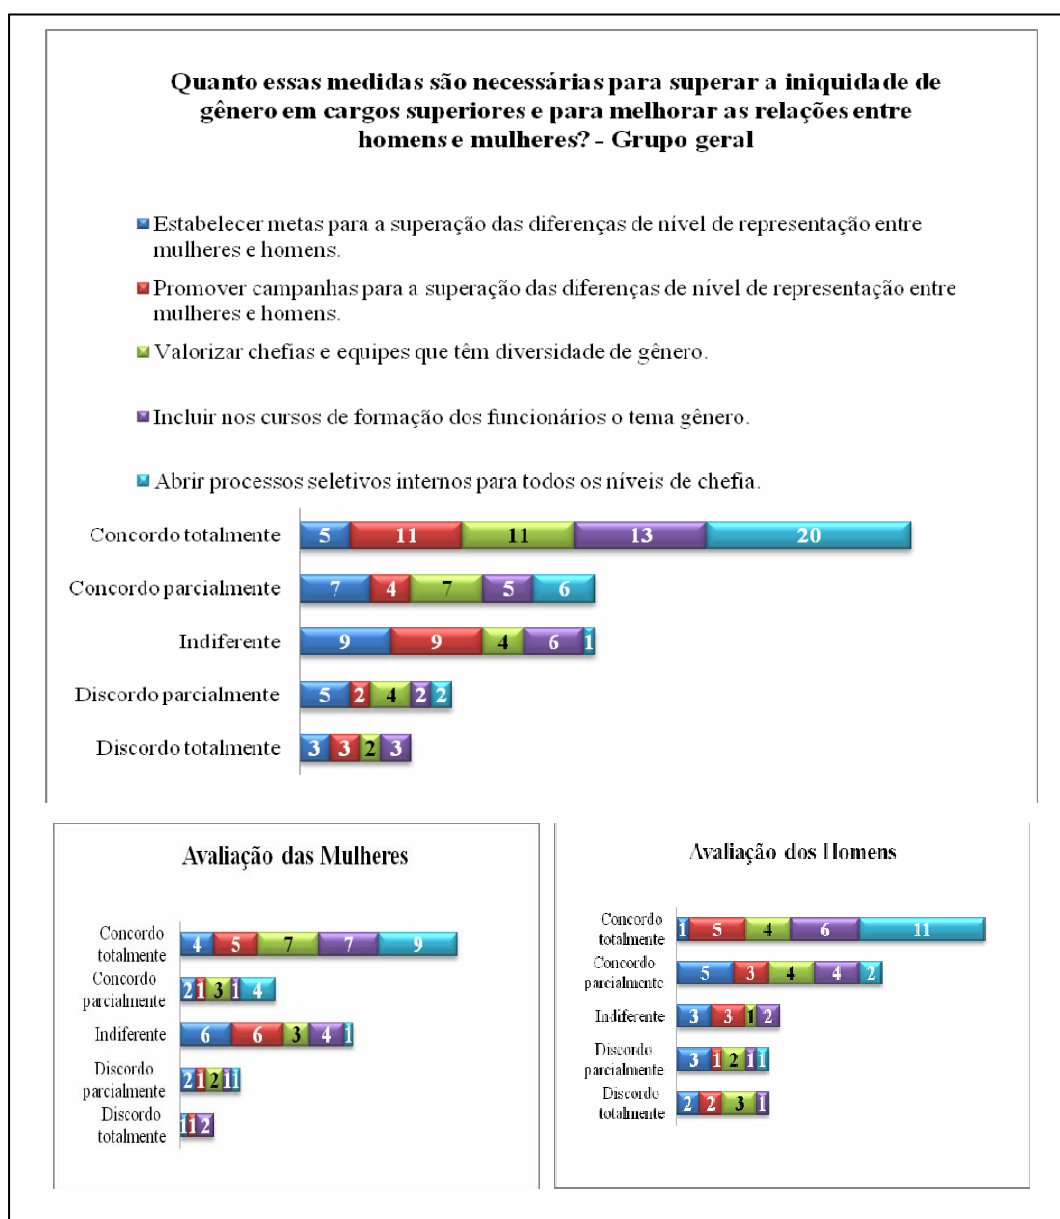 Quanto essas medidas são necessárias para superar a iniquidade de
gênero em cargos superiores e para melhorar as relações entre
homens e mulheres? - Grupo geral
Estabelecer metas para a superação das diferenças de nível de representação entre
mulheres e homens.
Promover campanhas para a superação das diferenças de nível de representação entre
mulheres e homens.
Valorizar chefias e equipes que têm diversidade de gênero.
Incluir nos cursos de formação dos funcionários o tema gênero.
Abrir processos seletivos internos para todos os níveis de chefia.
Concordo totalmente 5 11 11 13 20
Concordo parcialmente 7 4 7 5 6
Indiferente 9 9 4 6 1
Discordo parcialmente 5 2 4 2 2
Discordo totalmente 3 3 2 3
Avaliação das Mulheres
Concordo
totalmente 4 5 7 7 9
Concordo
parcialmente 2 1 3 1 4
Indiferente 6 6 3 4 1
Discordo
parcialmente 2 1 2 1 1
Discordo
totalmente 1 1 2
Avaliação dos Homens
Concordo
totalmente 1 5 4 6 11
Concordo
parcialmente 5 3 4 4 2
Indiferente 3 3 1 2
Discordo
parcialmente 3 1 2 1 1
Discordo
totalmente 2 2 3 1